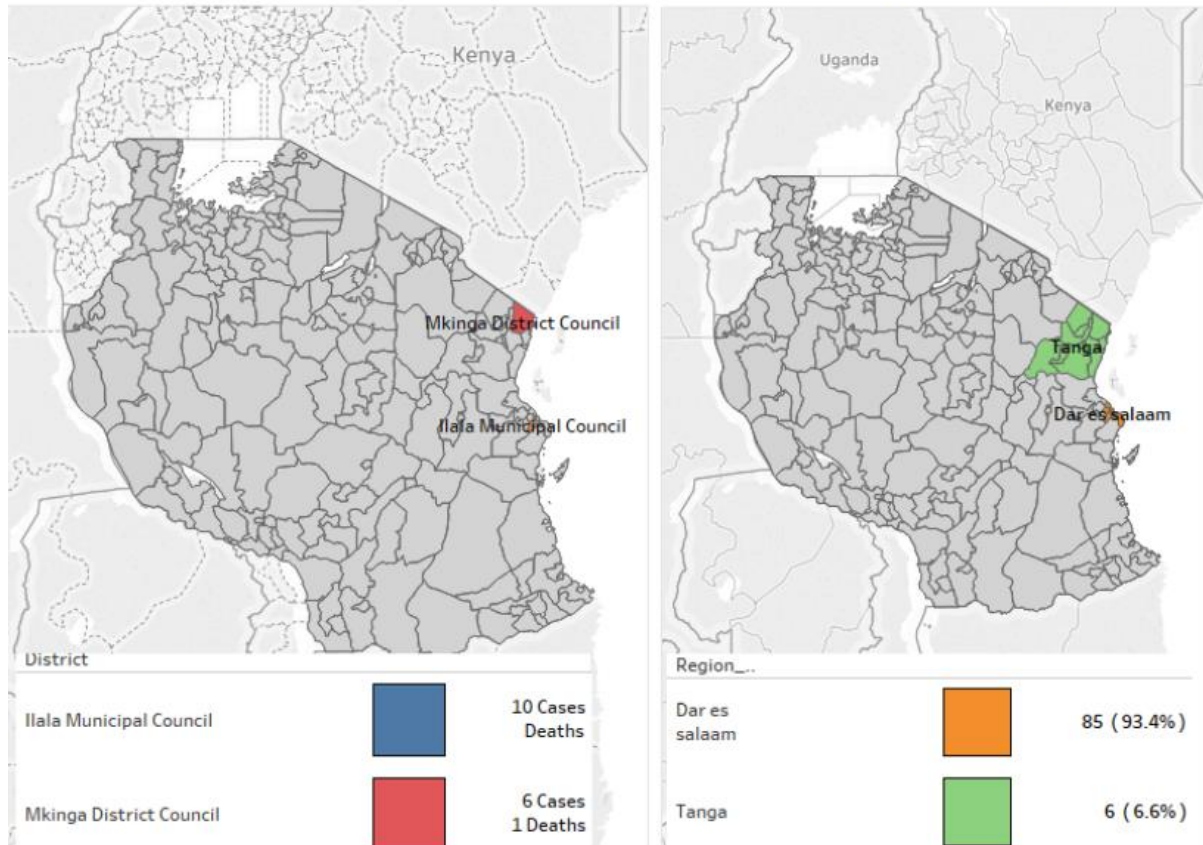 Uganda
Kenya
Mkinga District Council
Ilala Municipal Council
District
Ilala Municipal Council
10 Cases
Deaths
Mkinga District Council
6 Cases
1 Deaths
Uganda
Kenya
Tanga
Dar es salaam
Region_..
Dar es
salaam
85 (93.4%)
Tanga
6 (6.6%)